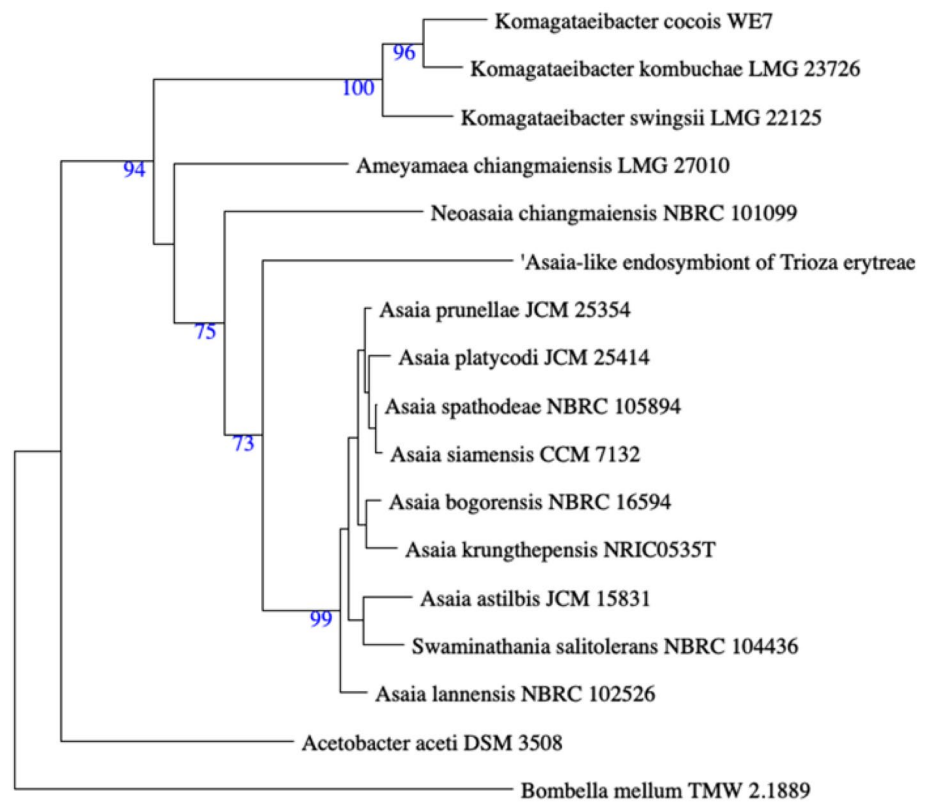 Komagataeibacter cocois WE7
96
Komagataeibacter kombuchae LMG 23726
100
Komagataeibacter swingsii LMG 22125
94
Ameyamaea chiangmaiensis LMG 27010
Neoasaia chiangmaiensis NBRC 101099
'Asaia-like endosymbiont of Trioza erytreae
Asaia prunellae JCM 25354
75
Asaia platycodi JCM 25414
Asaia spathodeae NBRC 105894
73
Asaia siamensis CCM 7132
Asaia bogorensis NBRC 16594
Asaia krungthepensis NRIC0535T
Asaia astilbis JCM 15831
99
Swaminathania salitolerans NBRC 104436
Asaia lannensis NBRC 102526
Acetobacter aceti DSM 3508
Bombella mellum TMW 2.1889